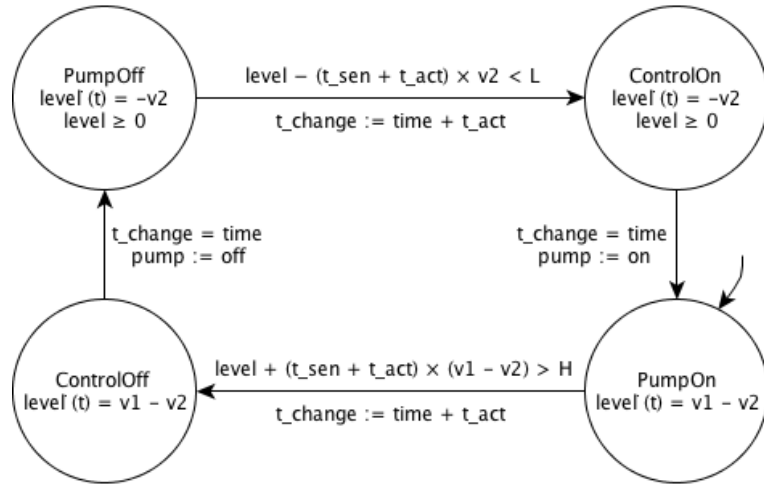 PumpOff
level'(t) = -v2
level ≥ 0
level – (t_sen + t_act) × v2 < L
t_change := time + t_act
ControlOn
level'(t) = -v2
level ≥ 0
t_change = time
pump := off
t_change = time
pump := on
ControlOff
level'(t) = v1 – v2
level + (t_sen + t_act) × (v1 – v2) > H
t_change := time + t_act
PumpOn
level'(t) = v1 – v2